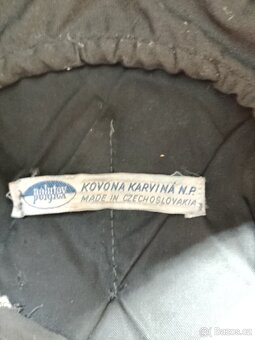 KOVONA KARVINÁ N.P.
MADE IN CZECHOSLOVAKIA